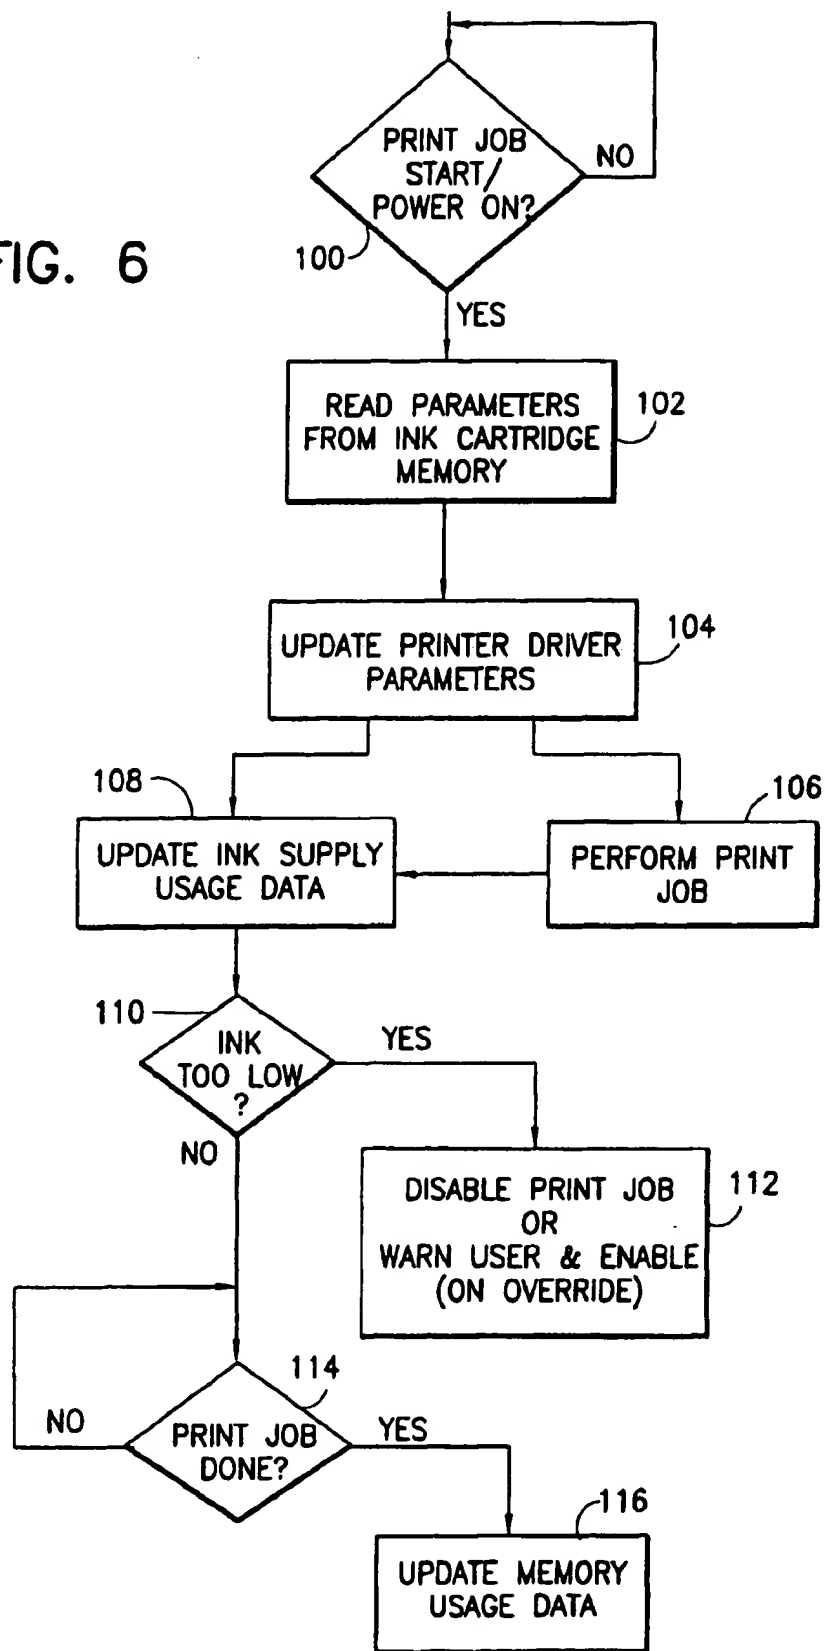 PRINT JOB
START/
POWER ON?
NO
100
FIG. 6
YES
READ PARAMETERS
FROM INK CARTRIDGE
MEMORY
102
UPDATE PRINTER DRIVER
PARAMETERS
104
108
106
UPDATE INK SUPPLY
USAGE DATA
PERFORM PRINT
JOB
110
INK
TOO LOW
?
YES
NO
DISABLE PRINT JOB
OR
WARN USER & ENABLE
(ON OVERRIDE)
112
114
NO
PRINT JOB
DONE?
YES
116
UPDATE MEMORY
USAGE DATA